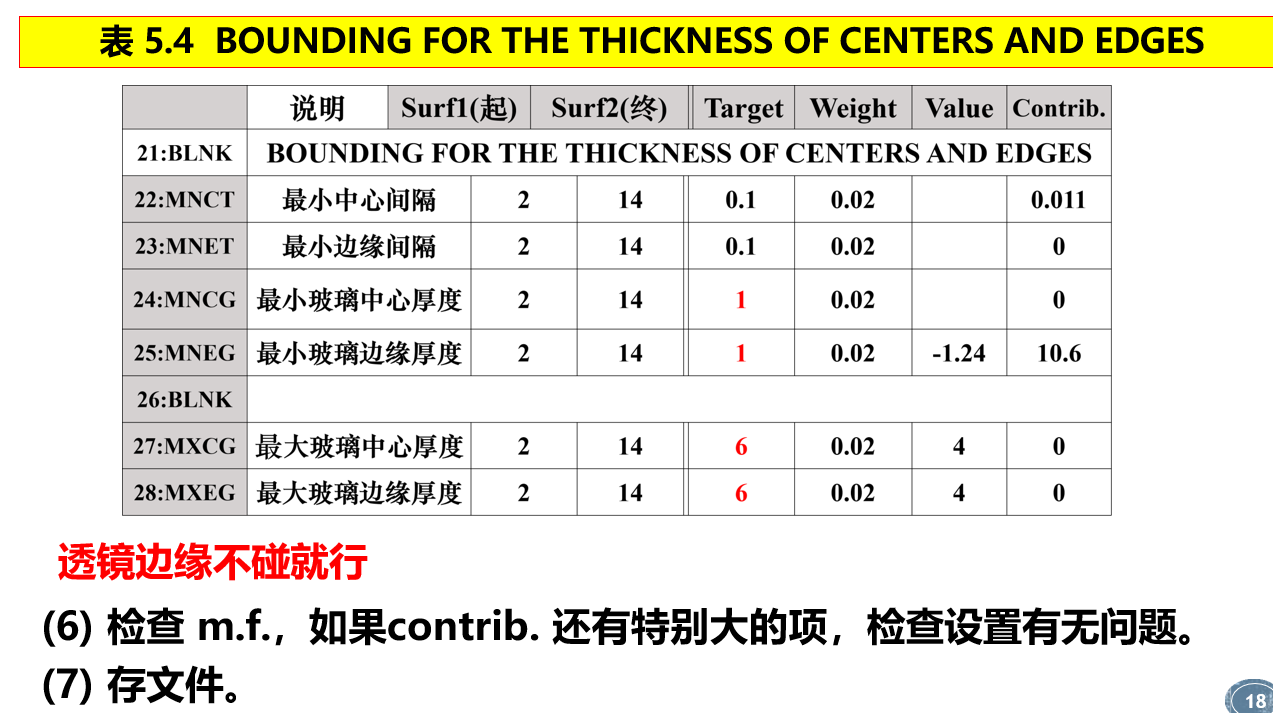 表 5.4 BOUNDING FOR THE THICKNESS OF CENTERS AND EDGES
说明 Surf1(起) Surf2(终) Target Weight Value Contrib.
21:BLNK BOUNDING FOR THE THICKNESS OF CENTERS AND EDGES
22:MNCT 最小中心间隔 2 14 0.1 0.02 0.011
23:MNET 最小边缘间隔 2 14 0.1 0.02 0
24:MNCG 最小玻璃中心厚度 2 14 1 0.02 0
25:MNEG 最小玻璃边缘厚度 2 14 1 0.02 -1.24 10.6
26:BLNK
27:MXCG 最大玻璃中心厚度 2 14 6 0.02 4 0
28:MXEG 最大玻璃边缘厚度 2 14 6 0.02 4 0
透镜边缘不碰就行
(6) 检查 m.f.，如果contrib. 还有特别大的项，检查设置有无问题。
(7) 存文件。
18